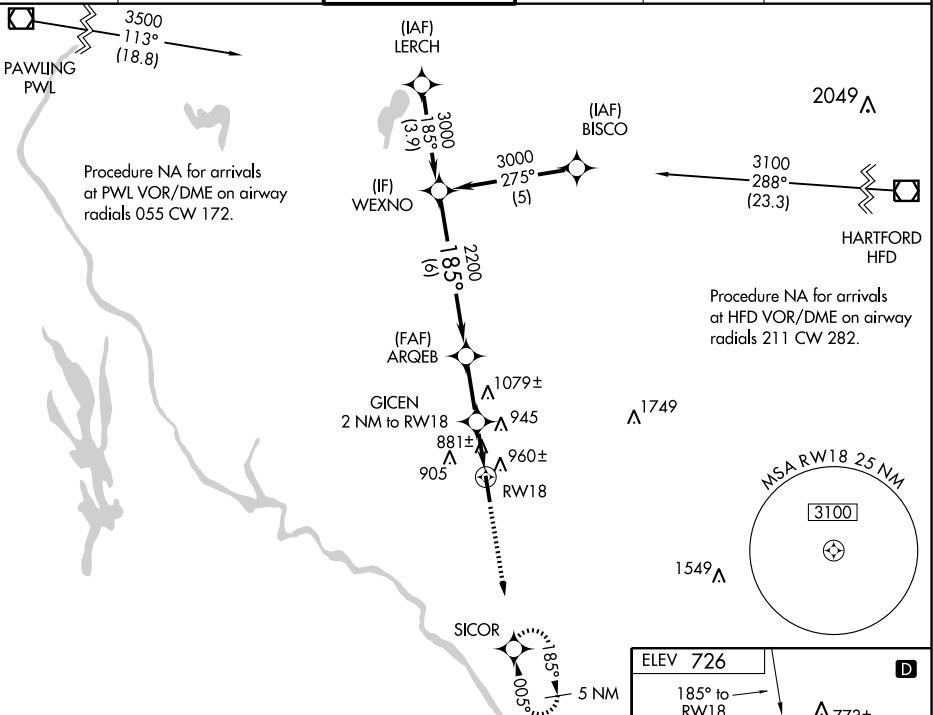 3500
113°
(18.8)
PAWLING
PWL
(IAF)
LERCH
3000
185°
(3.9)
(IAF)
BISCO
2049
Procedure NA for arrivals
at PWL VOR/DME on airway
radials 055 CW 172.
(IF)
WEXNO
3000
275°
(5)
3100
288°
(23.3)
HARTFORD
HFD
2200
185°
(6)
Procedure NA for arrivals
at HFD VOR/DME on airway
radials 211 CW 282.
(FAF)
ARQEB
1079±
GICEN
2 NM to RW18
945
1749
881±
905
960±
RW18
MSA RW18 25 NM
3100
1549
SICOR
185°
005°
5 NM
ELEV 726
D
185° to
RW18
773±